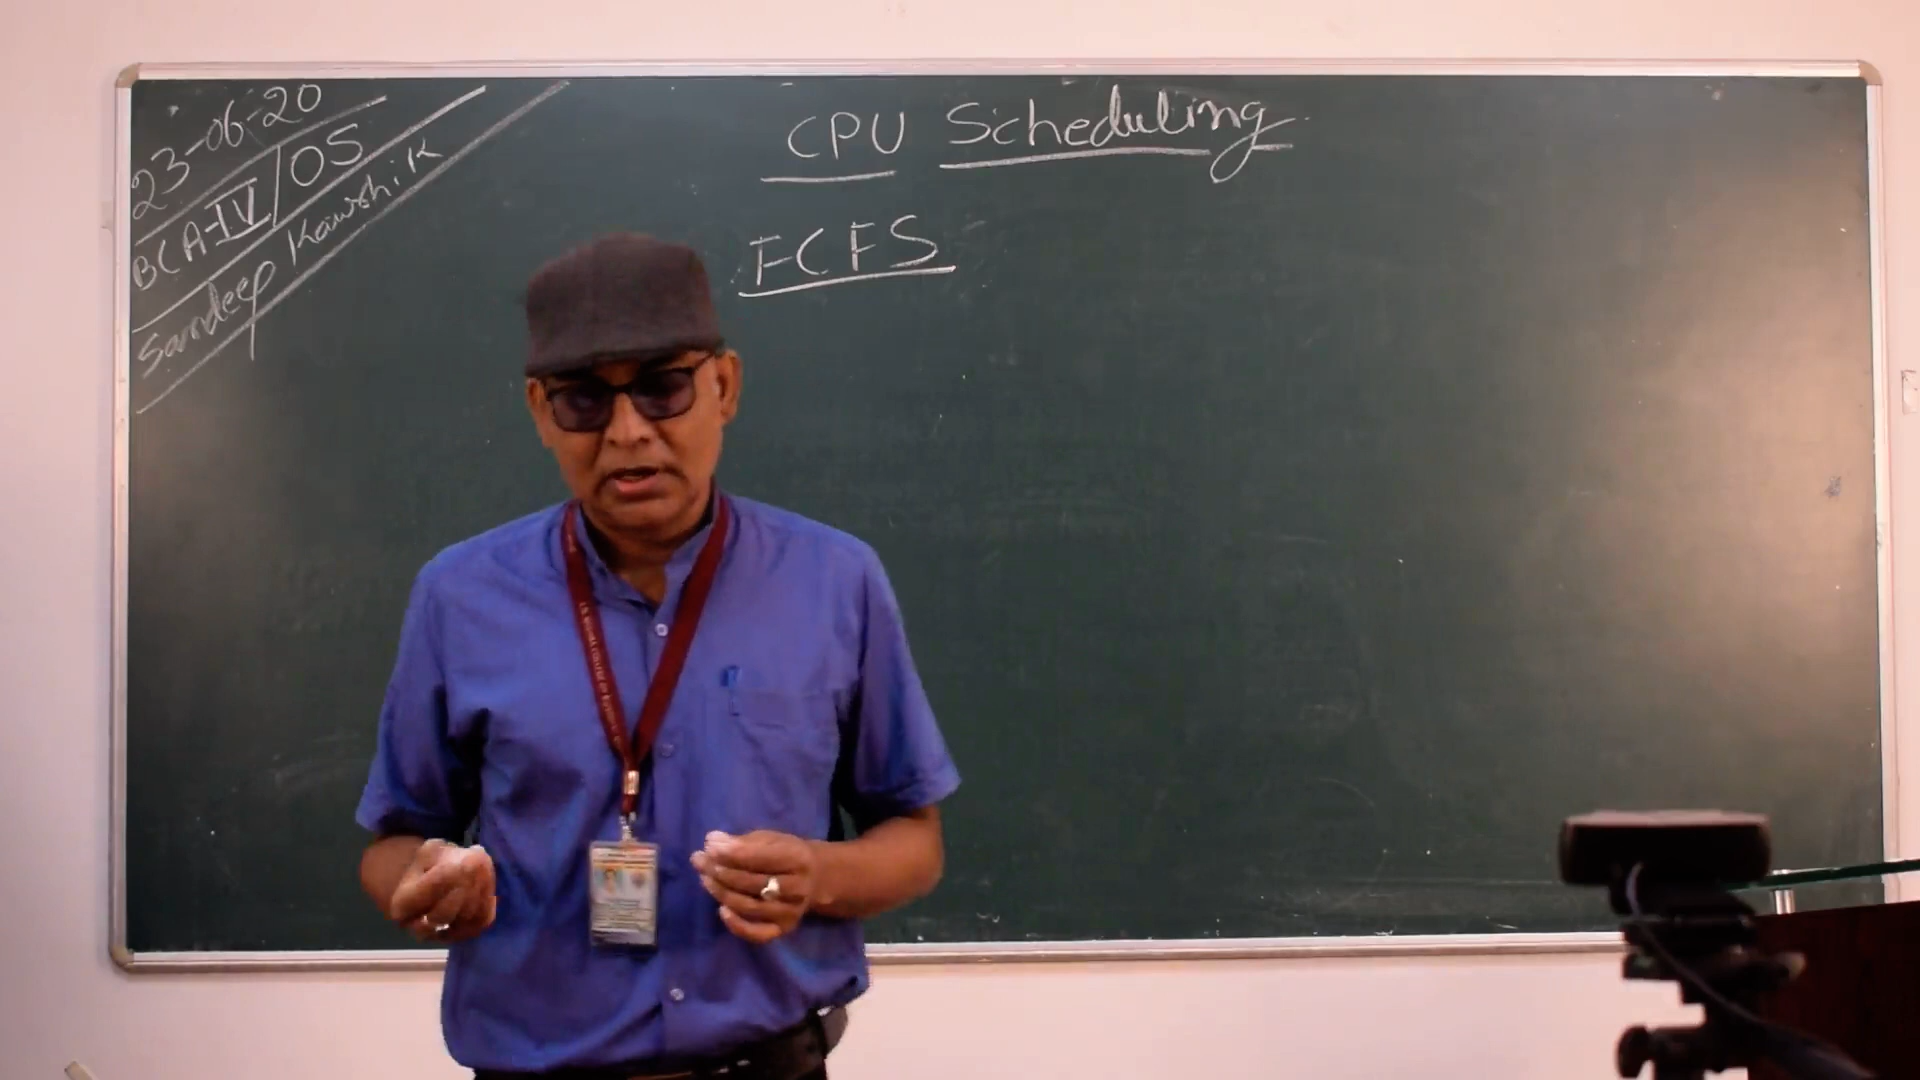 23-06-20
BCA-IV/OS
Sandeep Kaushik
CPU Scheduling
FCFS